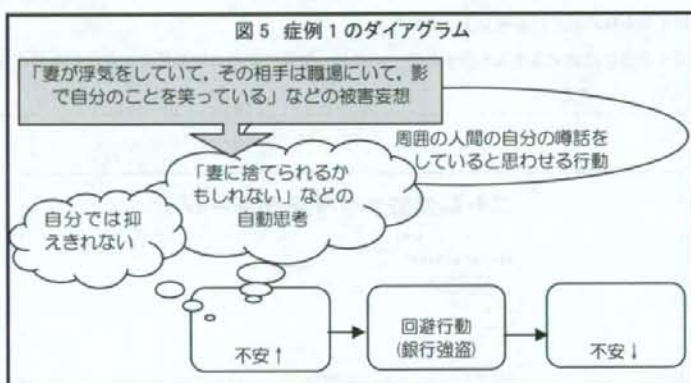 図5 症例1のダイアグラム
「妻が浮気をしていて，その相手は職場にいて，影
で自分のことを笑っている」などの被害妄想
周囲の人間の自分の噂話を
していると思わせる行動
「妻に捨てられるか
もしれない」などの
自動思考
自分では抑
えきれない
不安↑
回避行動
(銀行強盗)
不安↓